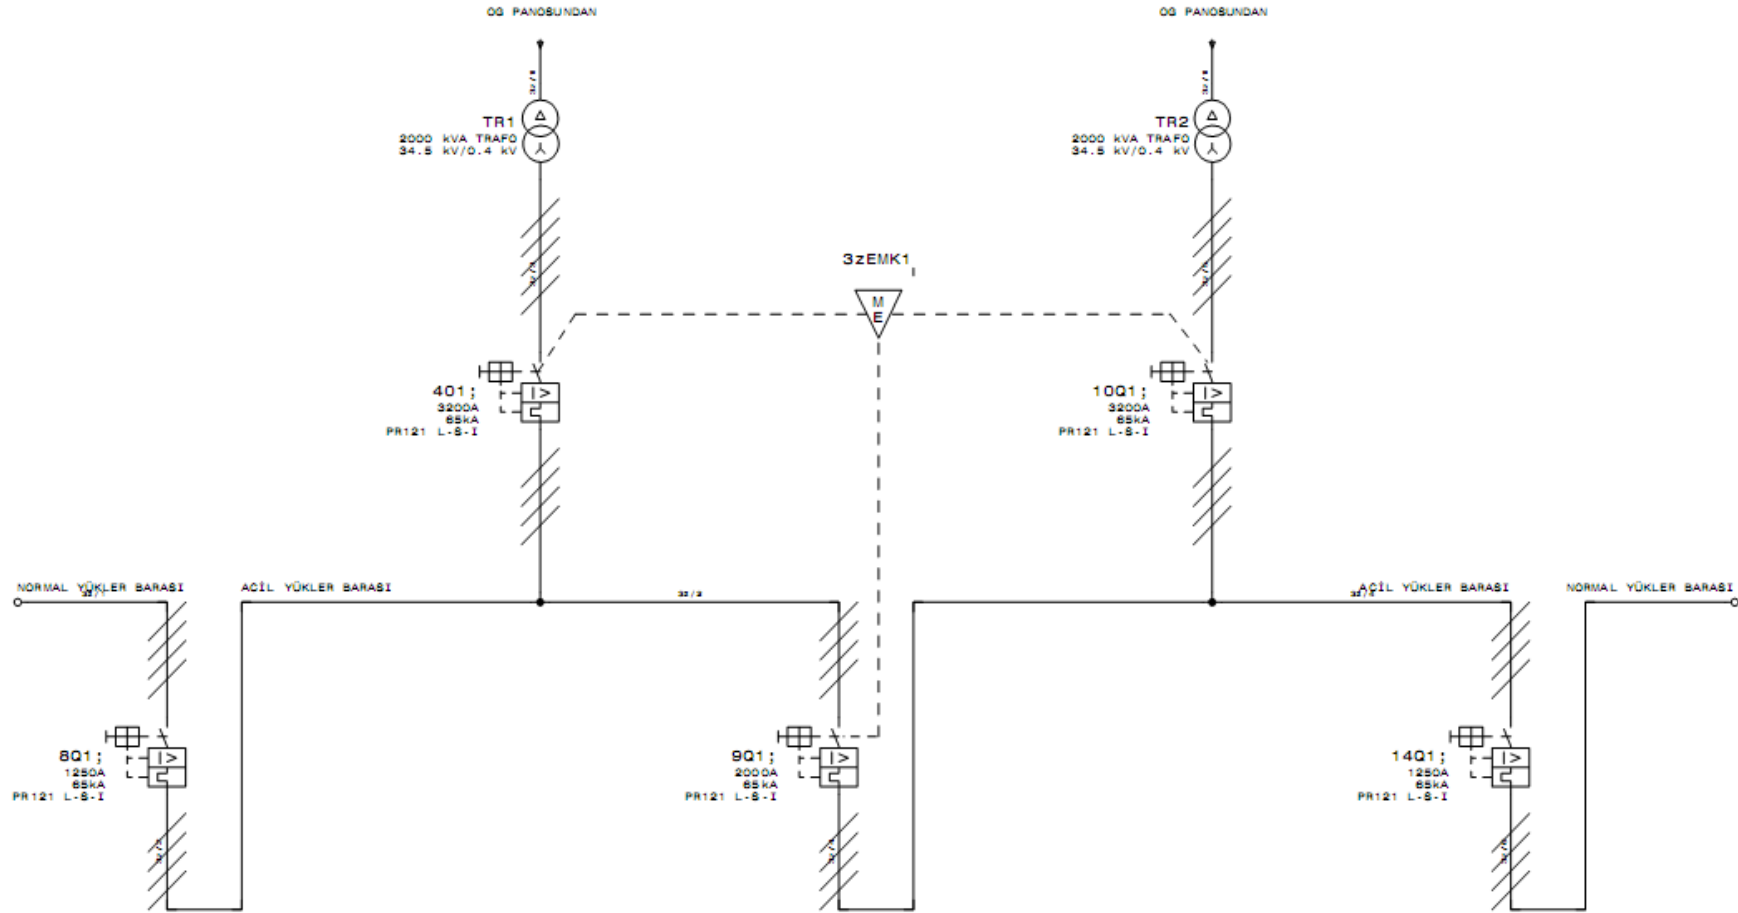 OG PANOSUNDAN
OG PANOSUNDAN
TR1
2000 kVA TRAFO
34.5 kV/0.4 kV
TR2
2000 kVA TRAFO
34.5 kV/0.4 kV
3zEMK1
M
E
4Q1;
3200A
65kA
PR121 L-S-I
10Q1;
3200A
65kA
PR121 L-S-I
NORMAL YÜKLER BARASI
ACİL YÜKLER BARASI
32/2
ACİL YÜKLER BARASI
NORMAL YÜKLER BARASI
8Q1;
1250A
65kA
PR121 L-S-I
9Q1;
2000A
65kA
PR121 L-S-I
14Q1;
1250A
65kA
PR121 L-S-I